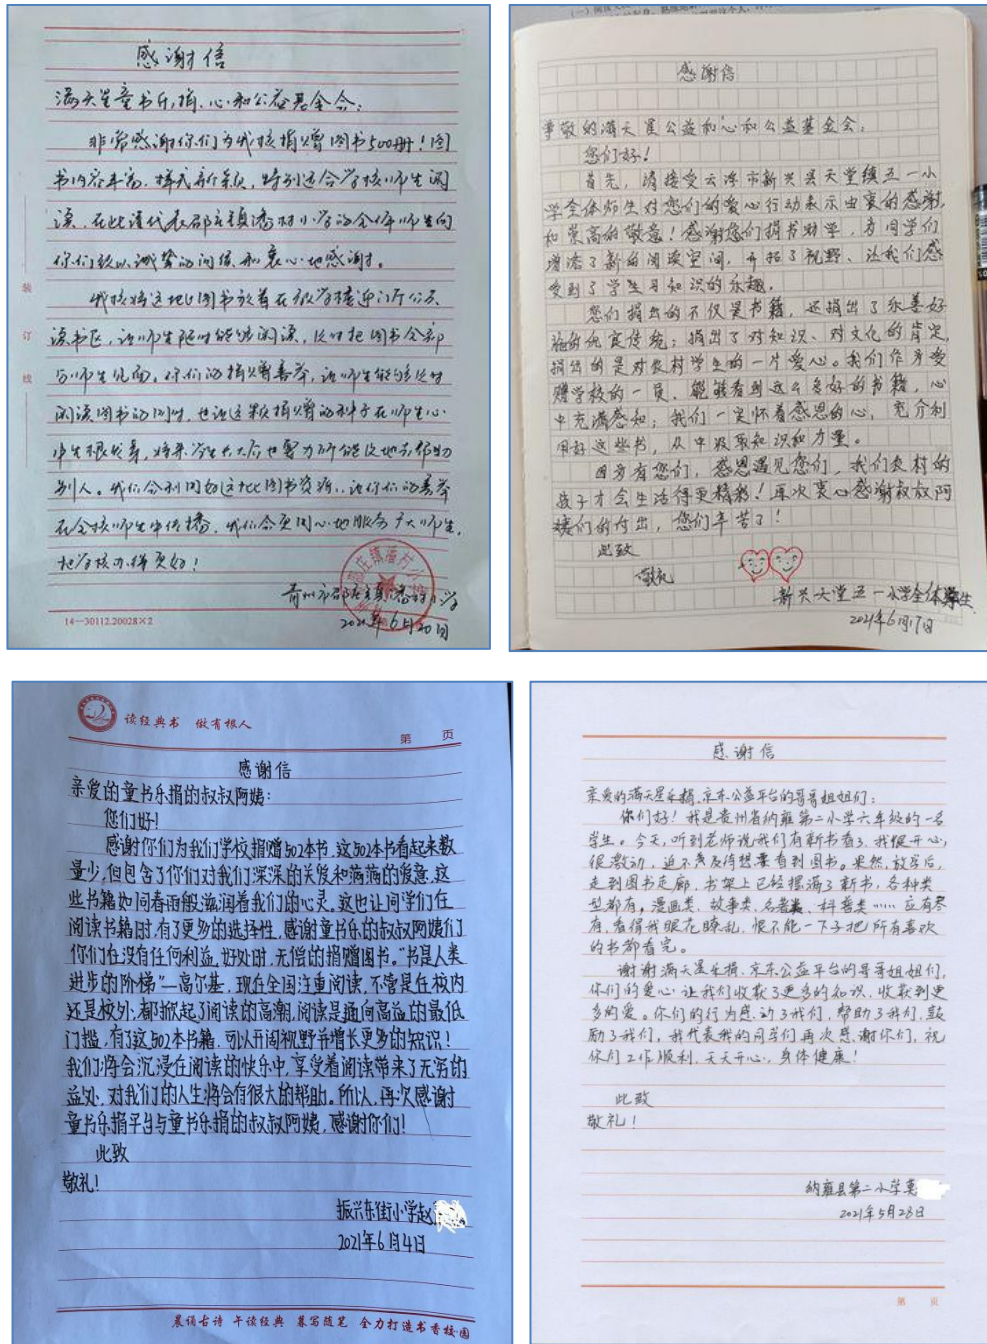 感谢信
满天星童书乐捐、心和公益基金会:
非常感谢你们为我校捐赠图书500册!图
书内容丰富,样式新颖,特别适合学校师生阅
读,在此谨代表邵庄镇潘村小学的全体师生向
你们致以诚挚的问候和衷心地感谢。
我校将这批图书放着在教学楼进门厅公共
读书区,让师生随时能够阅读,及时把图书全部
与师生见面,你们的捐赠善举,让师生能够及时
阅读图书的同时,也让这颗捐赠的种子在师生心
中生根发芽,将来学生长大后也要力所能及地去帮助
别人。我们会利用好这批图书资源,让你们的善举
在全校师生中传播,我们会更用心地服务广大师生,
把学校办得更好!
青州市邵庄镇潘村小学
2021年6月20日
装
订
线
14—30112.20028×2
感谢信
尊敬的满天星公益和心和公益基金会:
您们好!
首先,请接受云浮市新兴县天堂镇五一小
学全体师生对您们的爱心行动表示由衷的感谢,
和崇高的敬意!感谢您们捐书助学,为同学们
增添了新的阅读空间,开拓了视野、让我们感
受到了学生习知识的乐趣。
您们捐出的不仅是书籍,还捐出了乐善好
施的优良传统;捐出了对知识、对文化的肯定,
捐出的是对农村学生的一片爱心。我们作为受
赠学校的一员,能够看到这么多好的书籍,心
中充满感知;我们一定怀着感恩的心,充分利
用好这些书,从中吸取知识和力量。
因为有您们,感恩遇见您们,我们农村的
孩子才会生活得更精彩!再次衷心感谢叔叔阿
姨们的付出,您们辛苦了!
此致
敬礼
新兴天堂五一小学全体学生
2021年6月17日
读经典书 做有根人
第 页
感谢信
亲爱的童书乐捐的叔叔阿姨:
您们好!
感谢你们为我们学校捐赠502本书,这502本书看起来数
量少,但包含了你们对我们深深的关爱和满满的爱意,这
些书籍如同春雨般滋润着我们的心灵。这也让同学们在
阅读书籍时,有了更多的选择性,感谢童书乐的叔叔阿姨们了
你们在没有任何利益,好处时,无偿的捐赠图书。“书是人类
进步的阶梯”—高尔基,现在全国注重阅读,不管是在校内
还是校外,都掀起了阅读的高潮,阅读是通向高益的最低
门槛,有了这502本书籍,可以开阔视野并增长更多的知识!
我们将会沉浸在阅读的快乐中,享受着阅读带来了无穷的
益处,对我们的人生将会有很大的帮助。所以,再次感谢
童书乐捐平台与童书乐捐的叔叔阿姨,感谢你们!
此致
敬礼!
振兴东街小学赵
2021年6月4日
晨诵古诗 午读经典 暮写随笔 全力打造书香校园
感谢信
亲爱的满天星乐捐、京东公益平台的哥哥姐姐们:
你们好!我是贵州省纳雍第二小学六年级的一名
学生。今天,听到老师说我们有新书看了,我很开心,
很激动,迫不及待想要看到图书。果然,放学后,
走到图书走廊,书架上已经摆满了新书,各种类
型都有,漫画类、故事类、名著类、科普类……应有尽
有,看得我眼花瞭乱,恨不能一下子把所有喜欢
的书都看完。
谢谢满天星乐捐、京东公益平台的哥哥姐姐们,
你们的爱心让我们收获了更多的知识,收获到更
多的爱。你们的行为感动了我们,帮助了我们,鼓
励了我们,我代表我的同学们再次感谢你们,祝
你们工作顺利,天天开心,身体健康!
此致
敬礼!
纳雍县第二小学
2021年5月28日
第 页